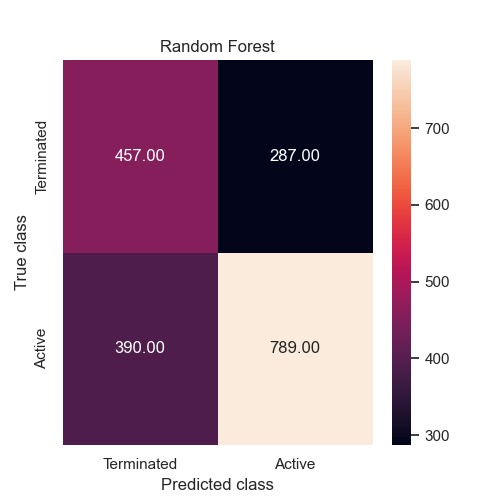 Random Forest
True class
Terminated
457.00 287.00
Active
390.00 789.00
Terminated Active
Predicted class
700
600
500
400
300